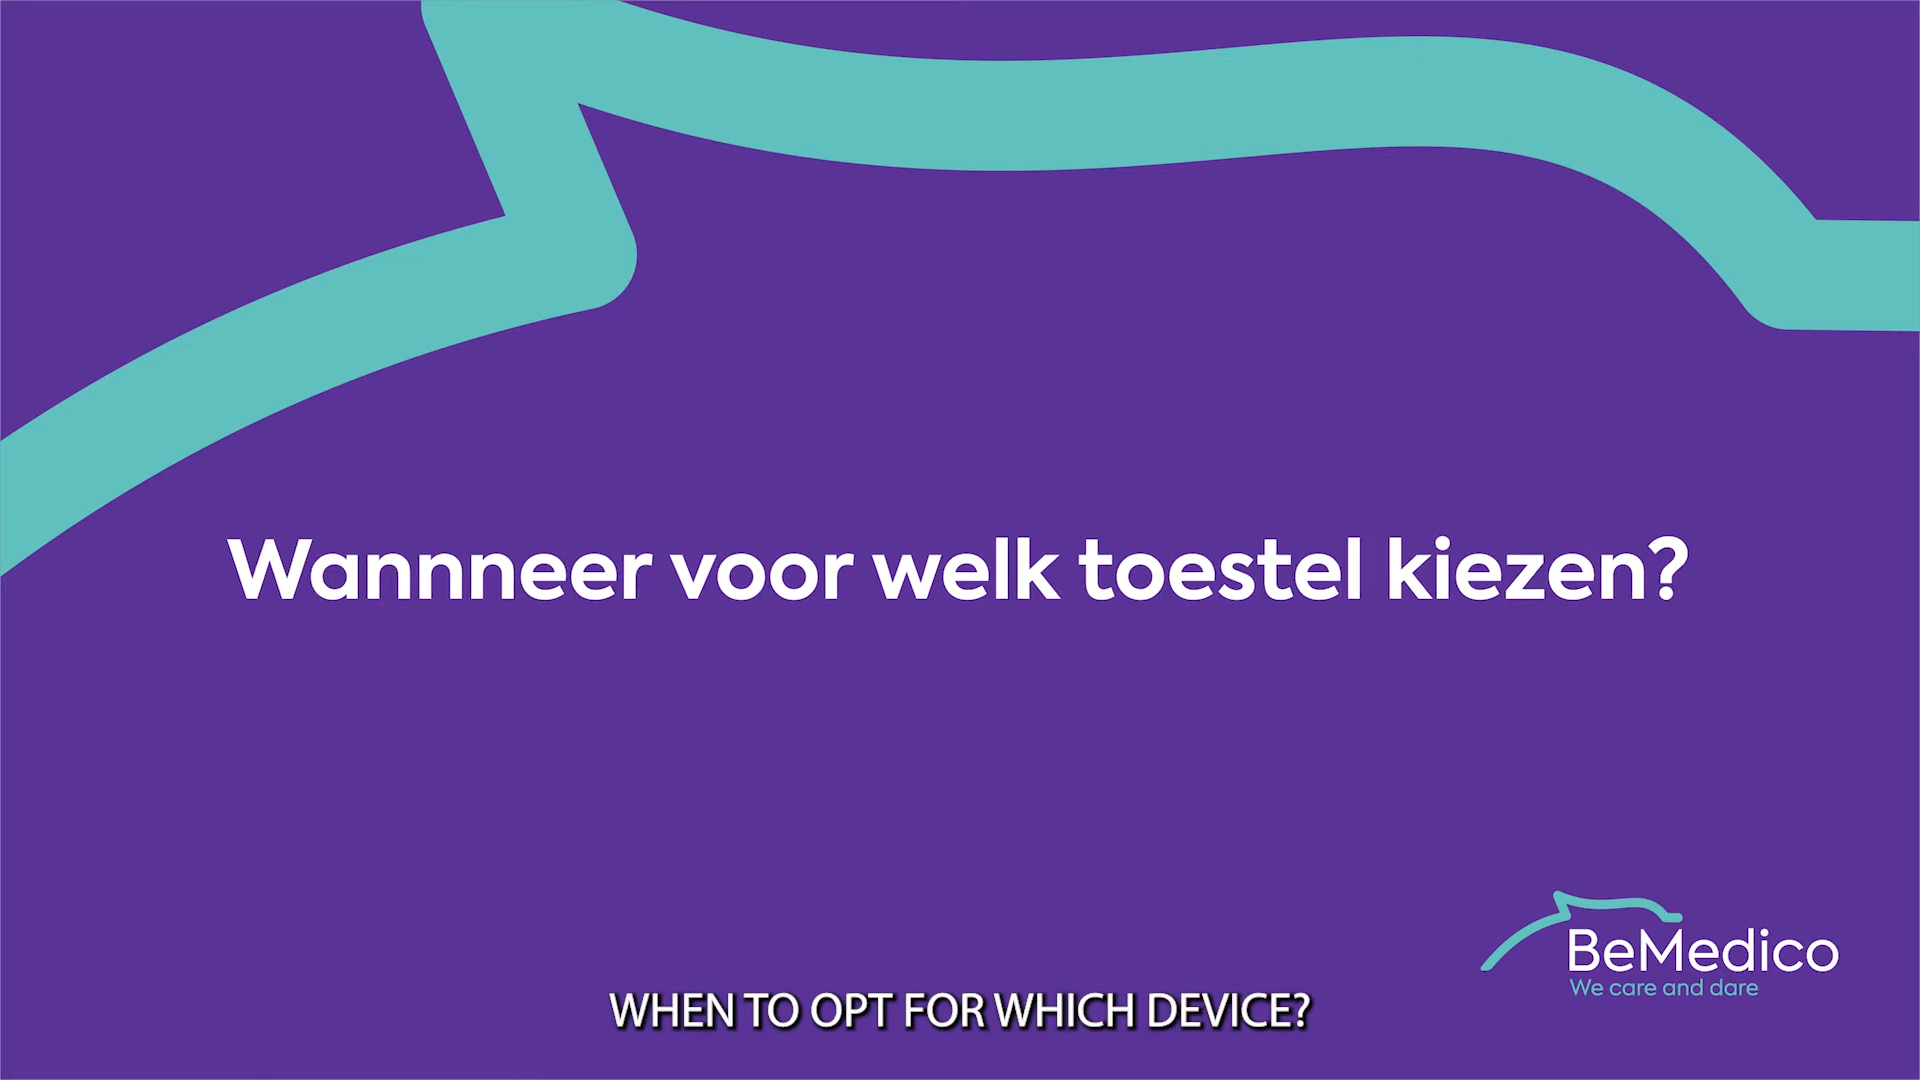 Wannneer voor welk toestel kiezen?
BeMedico
We care and dare
WHEN TO OPT FOR WHICH DEVICE?